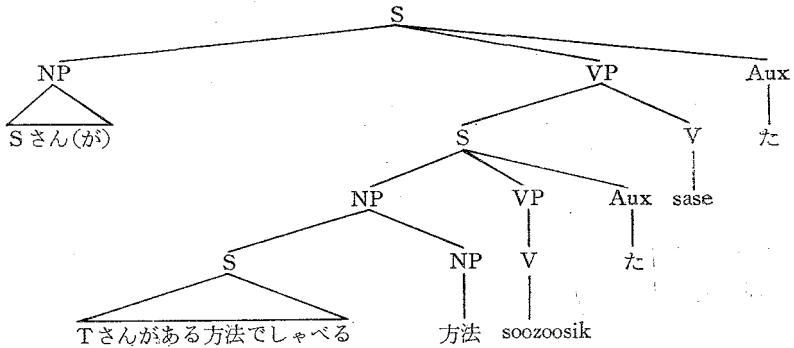 S
NP VP Aux
Sさん(が) S V た
NP VP Aux sase
S NP V た
Tさんがある方法でしゃべる 方法 soozoosik